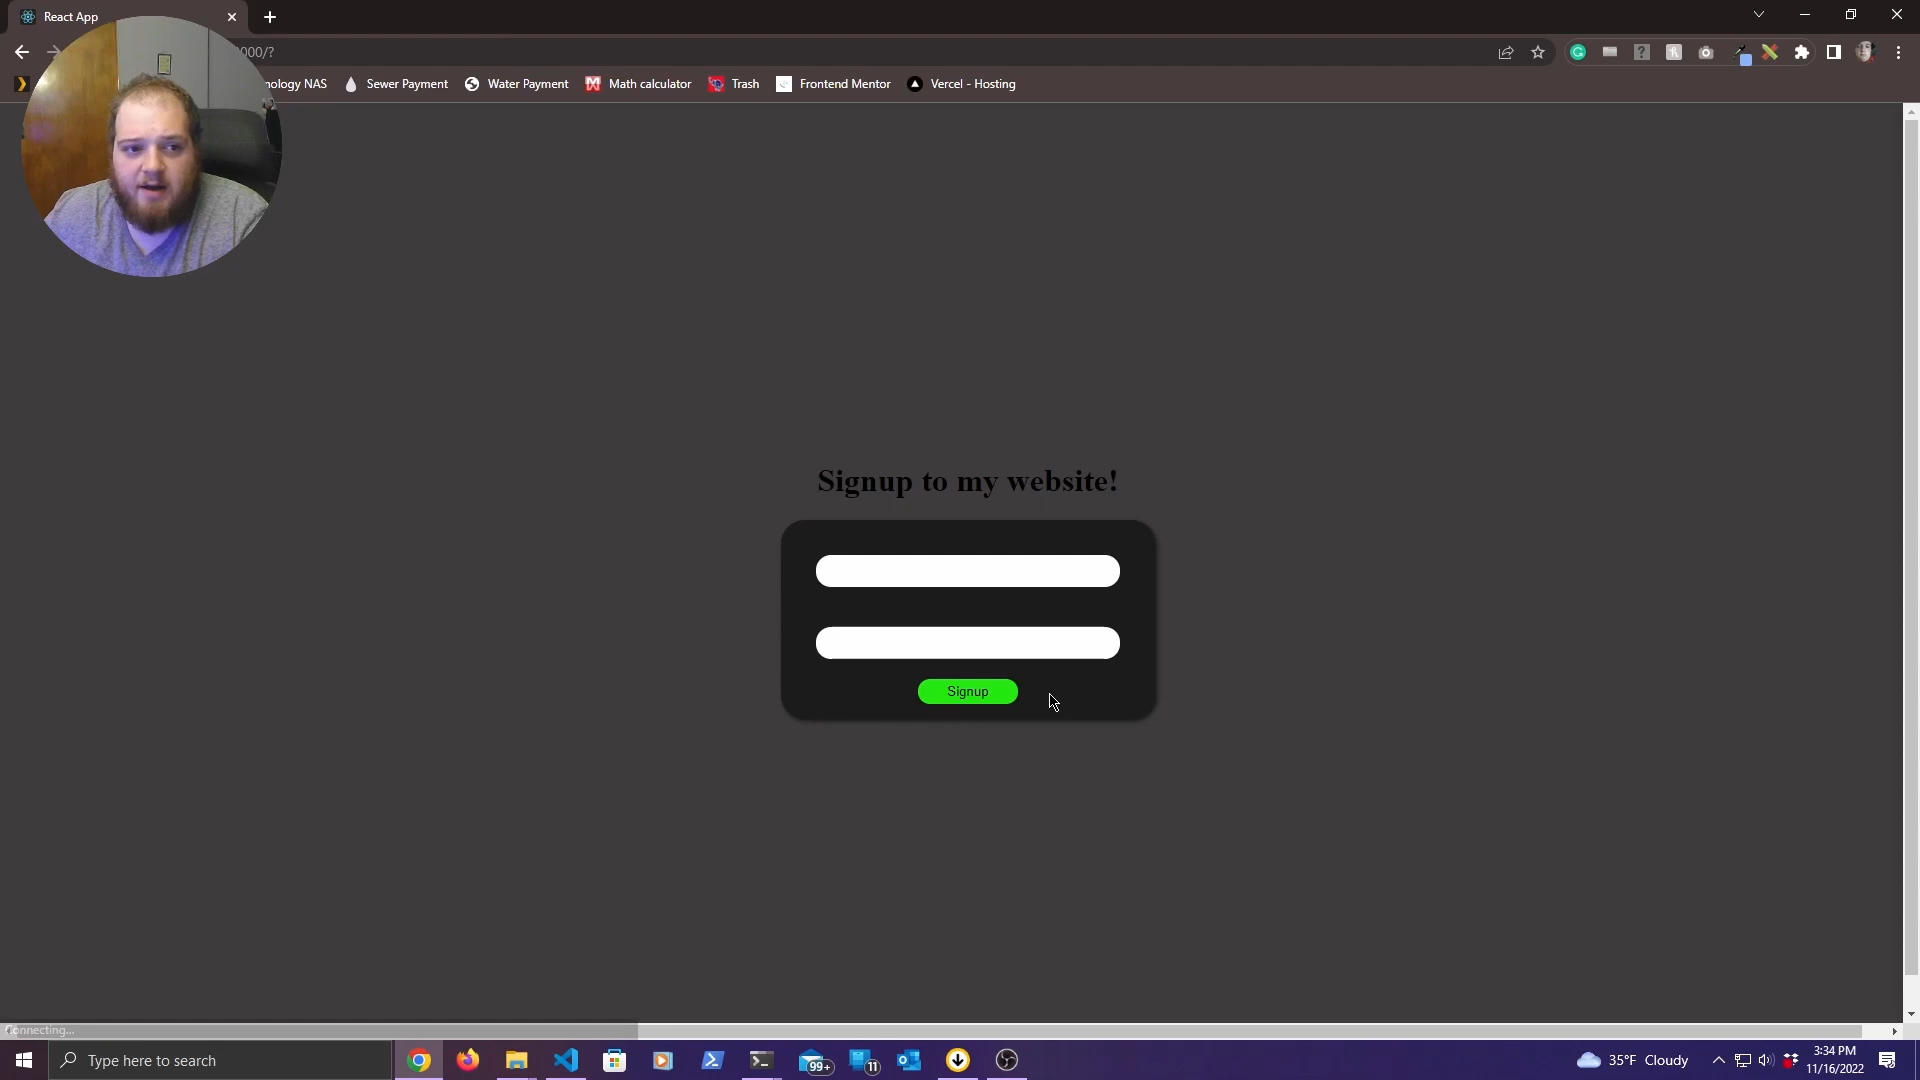 React App
000/?
nology NAS
Sewer Payment
Water Payment
Math calculator
Trash
Frontend Mentor
Vercel - Hosting
Signup to my website!
Signup
Connecting...
Type here to search
99+
11
35°F Cloudy
3:34 PM
11/16/2022